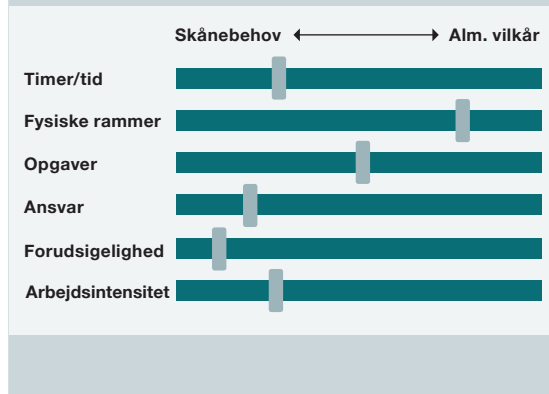 Skånebehov Alm. vilkår
Timer/tid
Fysiske rammer
Opgaver
Ansvar
Forudsigelighed
Arbejdsintensitet